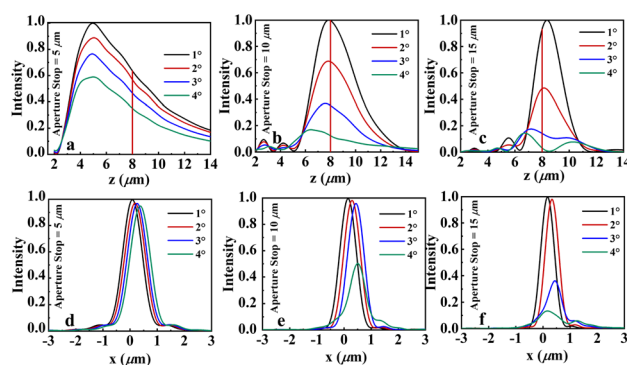 Intensity
1.0
0.8
0.6
0.4
0.2
0.0
Aperture Stop = 5 μm
1°
2°
3°
4°
a
2 4 6 8 10 12 14
z (μm)
Intensity
1.0
0.8
0.6
0.4
0.2
0.0
Aperture Stop = 10 μm
1°
2°
3°
4°
b
2 4 6 8 10 12 14
z (μm)
Intensity
1.0
0.8
0.6
0.4
0.2
0.0
Aperture Stop = 15 μm
1°
2°
3°
4°
c
2 4 6 8 10 12 14
z (μm)
Intensity
1.0
0.8
0.6
0.4
0.2
0.0
Aperture Stop = 5 μm
1°
2°
3°
4°
d
-3 -2 -1 0 1 2 3
x (μm)
Intensity
1.0
0.8
0.6
0.4
0.2
0.0
Aperture Stop = 10 μm
1°
2°
3°
4°
e
-3 -2 -1 0 1 2 3
x (μm)
Intensity
1.0
0.8
0.6
0.4
0.2
0.0
Aperture Stop = 15 μm
1°
2°
3°
4°
f
-3 -2 -1 0 1 2 3
x (μm)